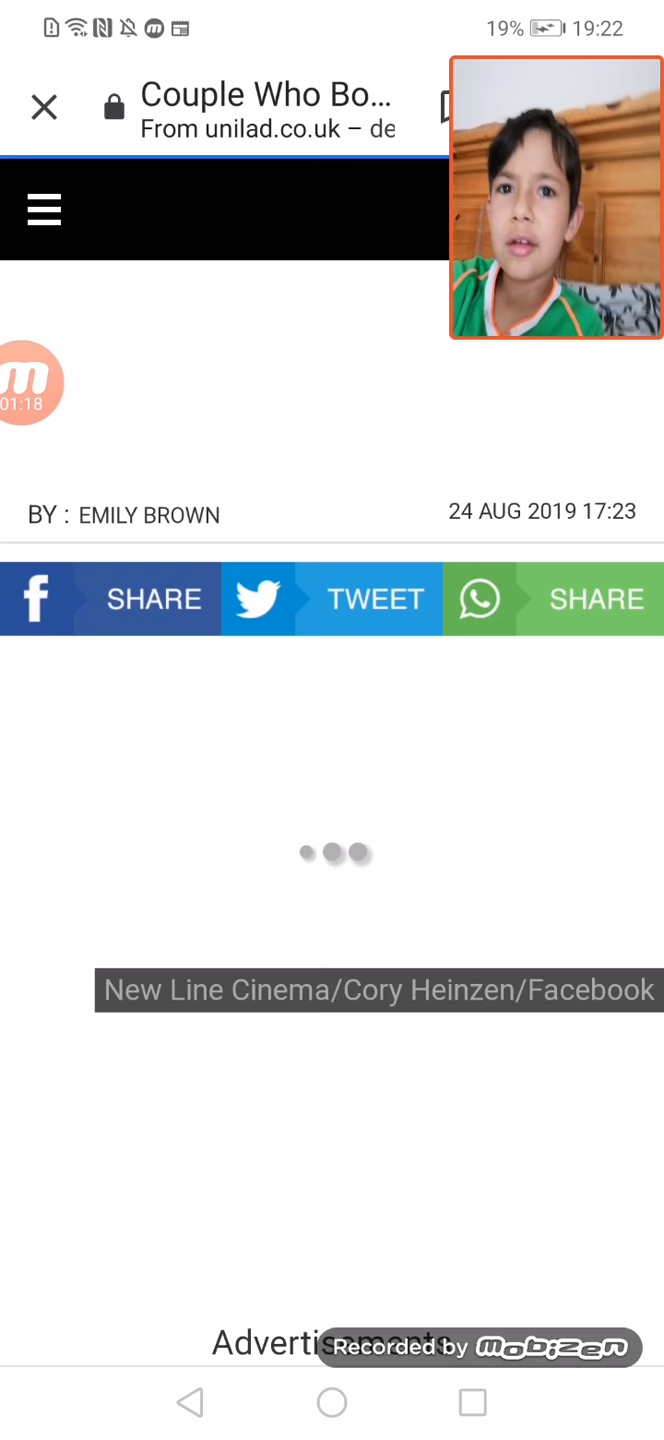 19% 19:22
Couple Who Bo...
From unilad.co.uk – de
m
01:18
BY : EMILY BROWN
24 AUG 2019 17:23
f SHARE TWEET SHARE
New Line Cinema/Cory Heinzen/Facebook
Advertisements
Recorded by mobizen